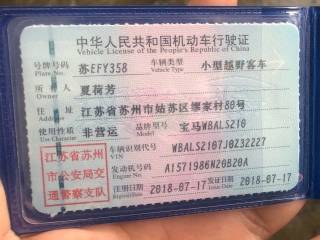 中华人民共和国机动车行驶证
Vehicle License of the People's Republic of China
号牌号码 苏EFY358 车辆类型 小型越野客车
Plate No. Vehicle Type
所有人 夏荷芳
Owner
住址 江苏省苏州市姑苏区缪家村80号
Address
使用性质 非营运 品牌型号 宝马WBALS210
Use Character Model
江苏省苏州
市公安局交
通警察支队
车辆识别代号 WBALS2107J0Z32227
VIN
发动机号码 A1571986N20B20A
Engine No.
注册日期 2018-07-17 发证日期 2018-07-17
Register Date Issue Date